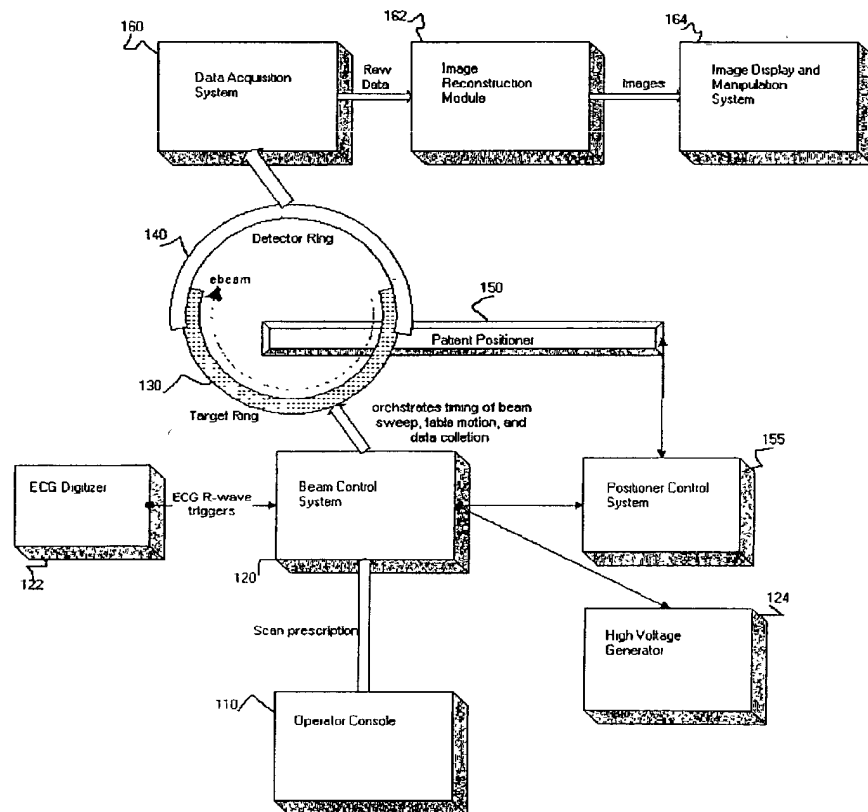 160
162
164
Data Acquisition
System
Raw
Data
Image
Reconstruction
Module
Images
Image Display and
Manipulation
System
140
Detector Ring
ebeam
150
Patient Positioner
130
Target Ring
orchstrates timing of beam
sweep, table motion, and
data colletion
155
ECG Digitizer
ECG R-wave
triggers
Beam Control
System
Positioner Control
System
122
120
124
Scan prescription
High Voltage
Generator
110
Operator Console